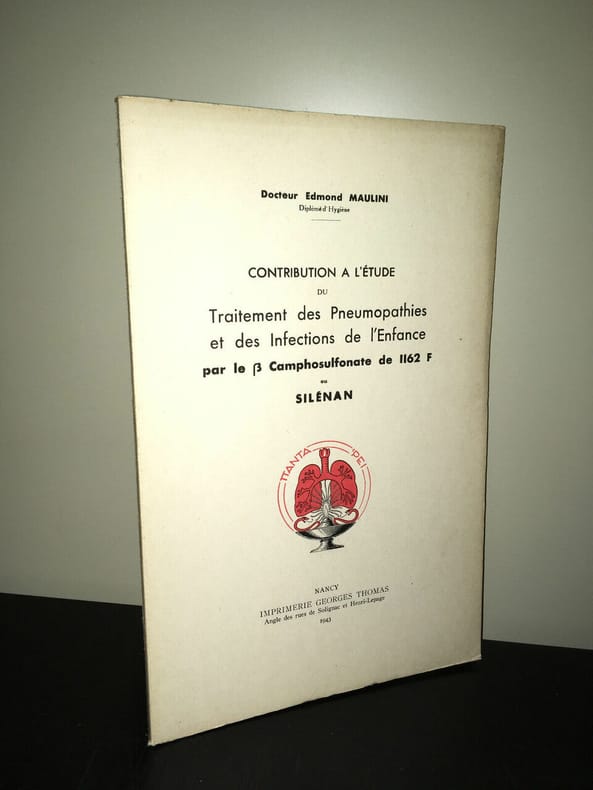 Docteur Edmond MAULINI
Diplômé d'Hygiène
CONTRIBUTION A L'ÉTUDE
DU
Traitement des Pneumopathies
et des Infections de l'Enfance
par le β Camphosulfonate de 1162 F
ou
SILÉNAN
ΠΑΝΤΑ ῬΕΙ
NANCY
IMPRIMERIE GEORGES THOMAS
Angle des rues de Solignac et Henri-Lepage
1943